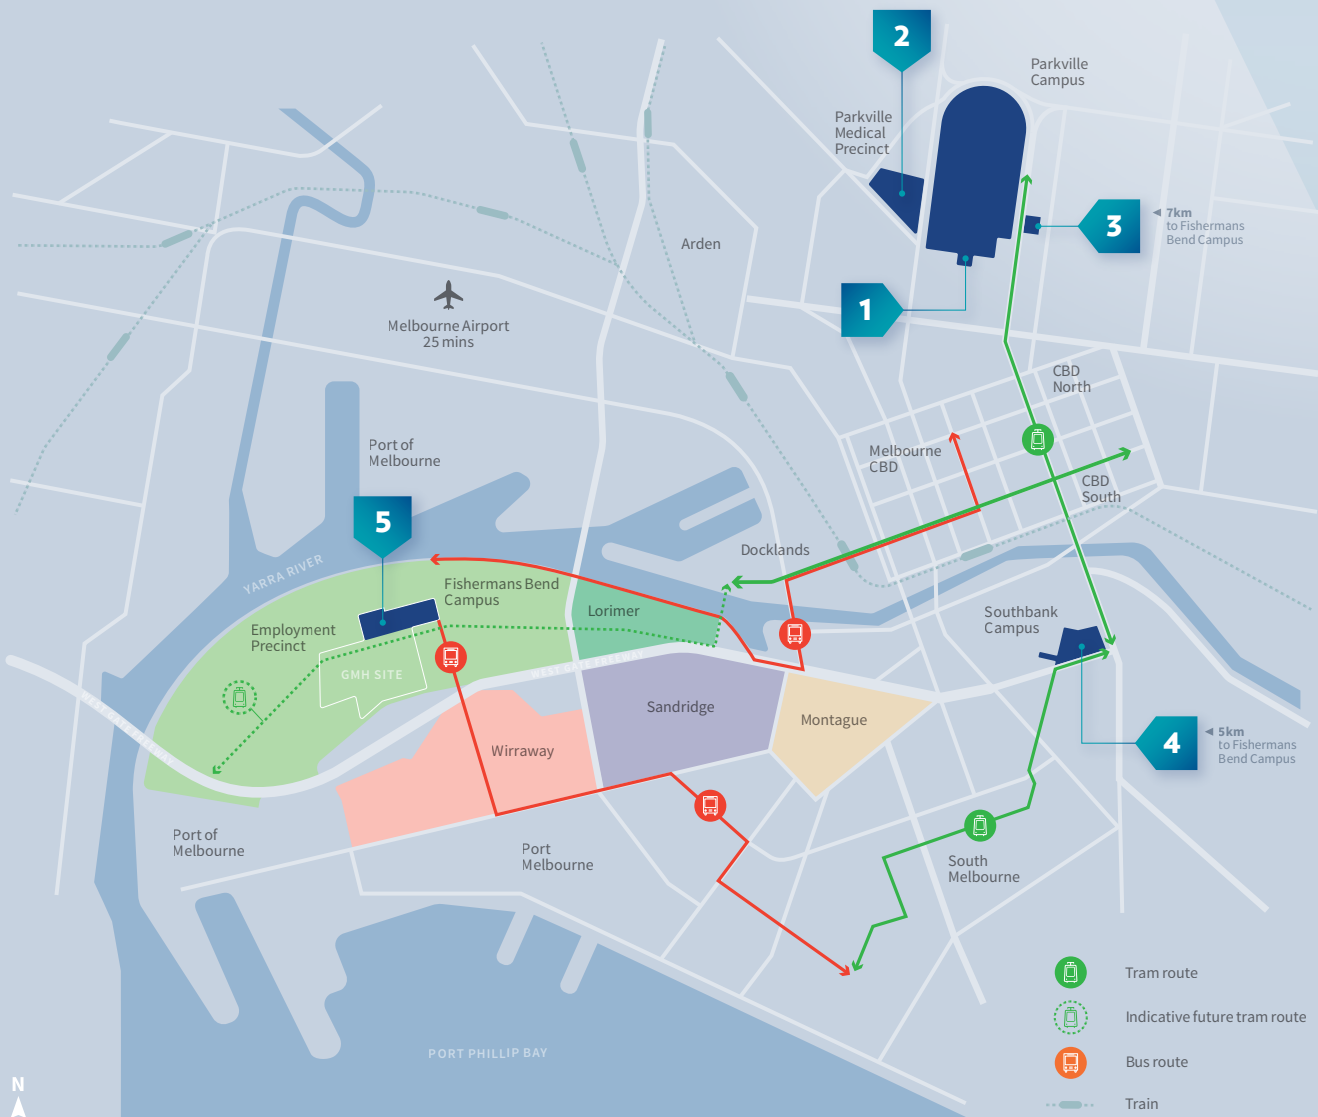 2
Parkville
Campus
Parkville
Medical
Precinct
3
7km
to Fishermans
Bend Campus
Arden
1
Melbourne Airport
25 mins
CBD
North
Port of
Melbourne
Melbourne
CBD
CBD
South
5
Docklands
YARRA RIVER
Fishermans Bend
Campus
Lorimer
Southbank
Campus
Employment
Precinct
GMH SITE
WEST GATE FREEWAY
WEST GATE FREEWAY
Sandridge
Montague
4
5km
to Fishermans
Bend Campus
Wirraway
Port of
Melbourne
Port
Melbourne
South
Melbourne
Tram route
Indicative future tram route
Bus route
Train
PORT PHILLIP BAY
N